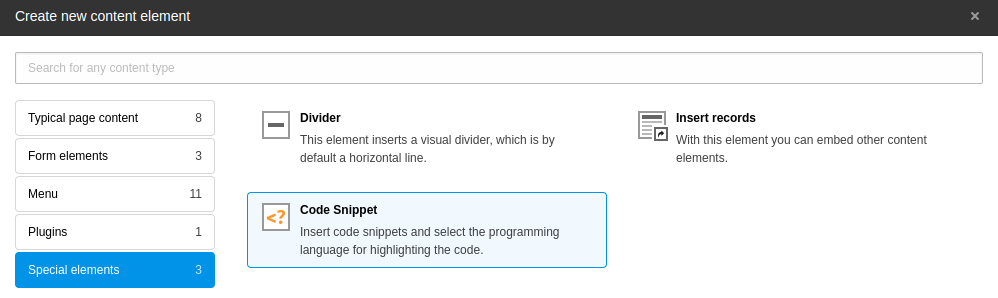 Create new content element ×
Search for any content type
Typical page content 8
Form elements 3
Menu 11
Plugins 1
Special elements 3
Divider
This element inserts a visual divider, which is by
default a horizontal line.
Insert records
With this element you can embed other content
elements.
<?
Code Snippet
Insert code snippets and select the programming
language for highlighting the code.